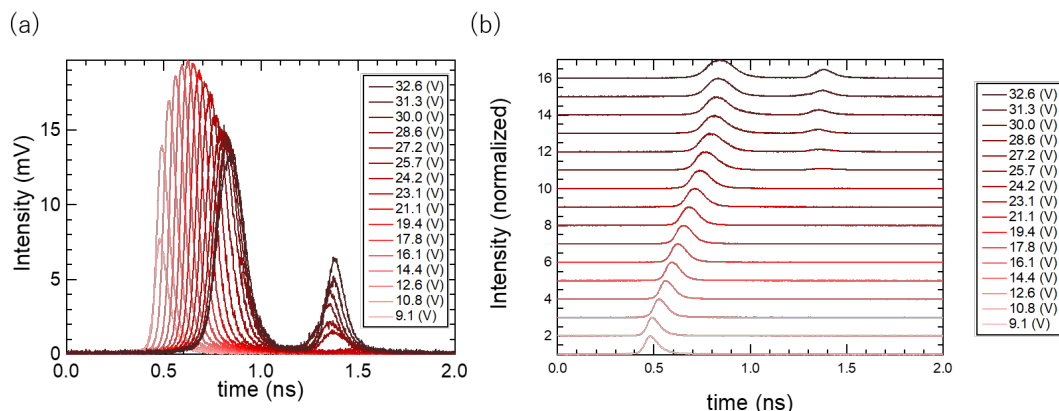 (a)
Intensity (mV)
15
10
5
0
0.0
0.5
1.0
1.5
2.0
time (ns)
32.6 (V)
31.3 (V)
30.0 (V)
28.6 (V)
27.2 (V)
25.7 (V)
24.2 (V)
23.1 (V)
21.1 (V)
19.4 (V)
17.8 (V)
16.1 (V)
14.4 (V)
12.6 (V)
10.8 (V)
9.1 (V)
(b)
Intensity (normalized)
16
14
12
10
8
6
4
2
0.0
0.5
1.0
1.5
2.0
time (ns)
32.6 (V)
31.3 (V)
30.0 (V)
28.6 (V)
27.2 (V)
25.7 (V)
24.2 (V)
23.1 (V)
21.1 (V)
19.4 (V)
17.8 (V)
16.1 (V)
14.4 (V)
12.6 (V)
10.8 (V)
9.1 (V)